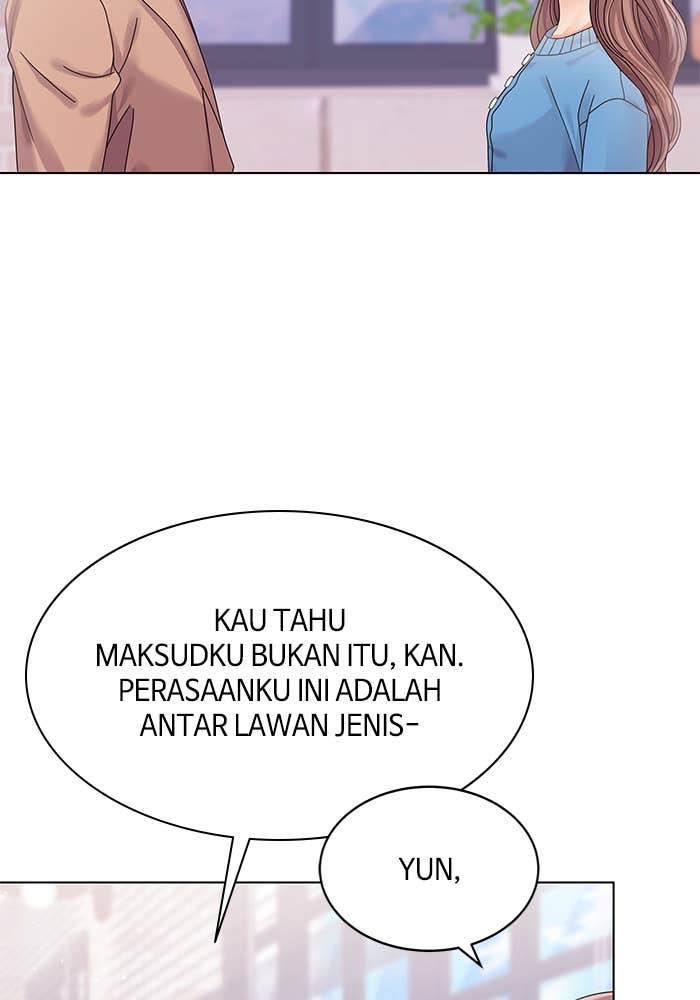 KAU TAHU
MAKSUDKU BUKAN ITU, KAN.
PERASAANKU INI ADALAH
ANTAR LAWAN JENIS-
YUN,